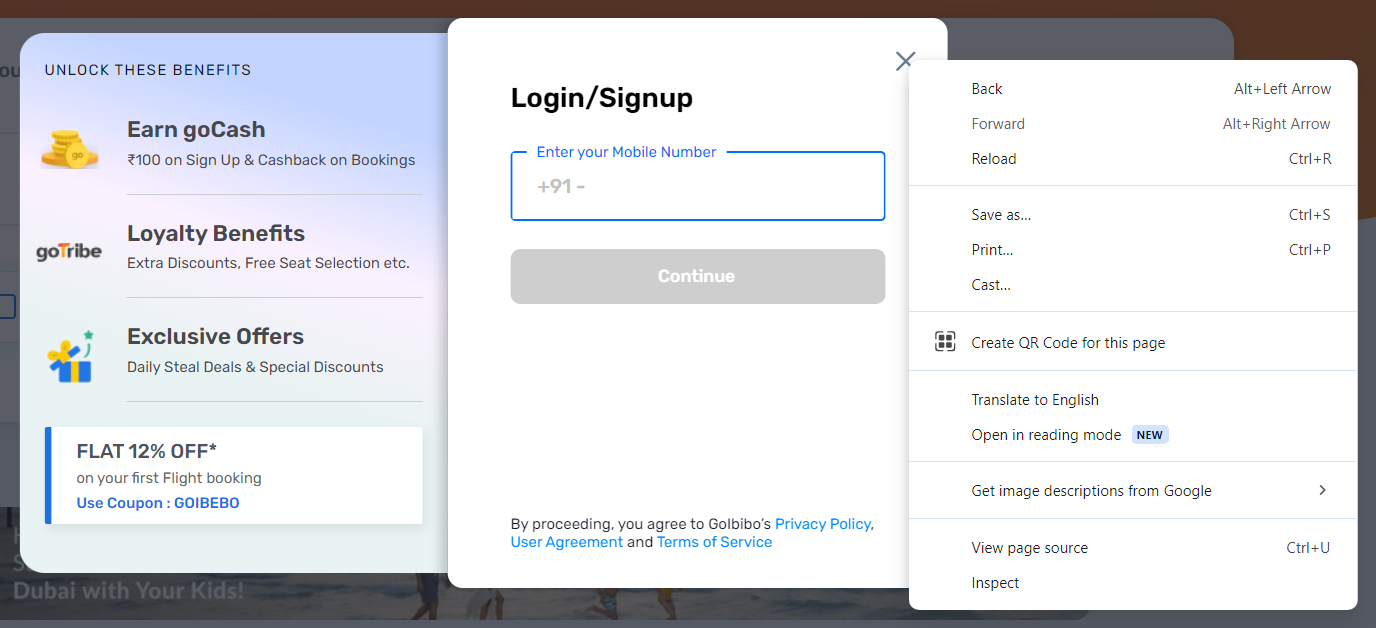 ou
UNLOCK THESE BENEFITS
Earn goCash
₹100 on Sign Up & Cashback on Bookings
go
goTribe
Loyalty Benefits
Extra Discounts, Free Seat Selection etc.
Exclusive Offers
Daily Steal Deals & Special Discounts
FLAT 12% OFF*
on your first Flight booking
Use Coupon : GOIBEBO
Dubai with Your Kids!
Login/Signup
Enter your Mobile Number
+91 -
Continue
By proceeding, you agree to GoIbibo's Privacy Policy,
User Agreement and Terms of Service
Back Alt+Left Arrow
Forward Alt+Right Arrow
Reload Ctrl+R
Save as... Ctrl+S
Print... Ctrl+P
Cast...
Create QR Code for this page
Translate to English
Open in reading mode NEW
Get image descriptions from Google
View page source Ctrl+U
Inspect